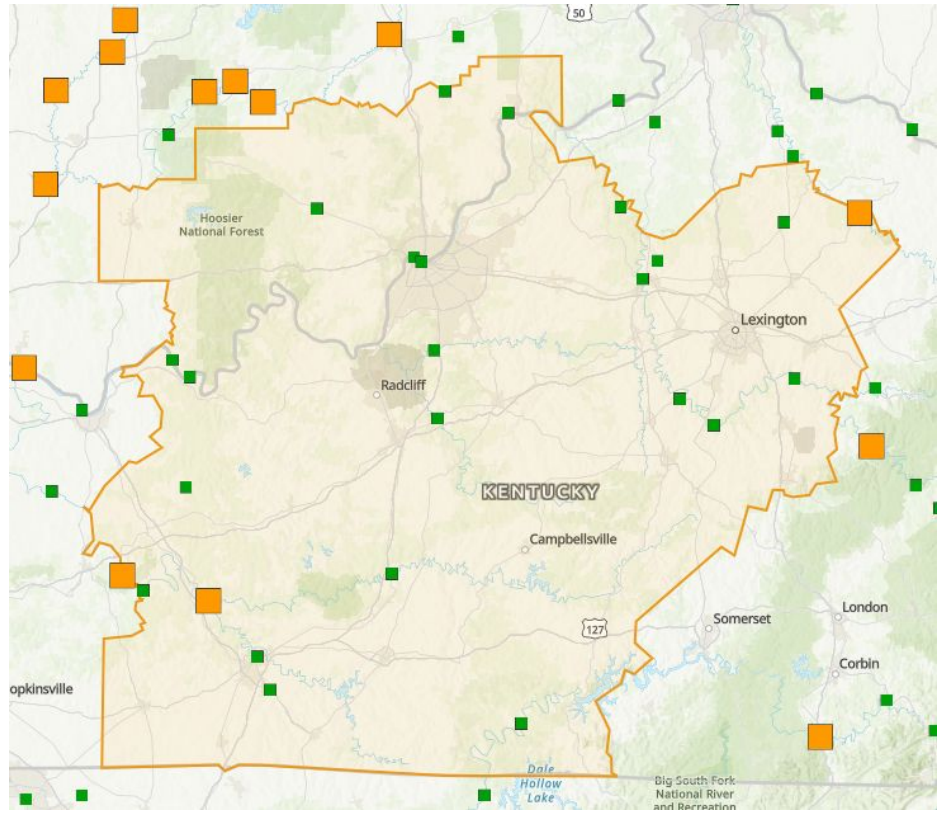 50
Hoosier
National Forest
Lexington
Radcliff
KENTUCKY
Campbellsville
127
Somerset
London
Corbin
opkinsville
Dale
Hollow
Lake
Big South Fork
National River
and Recreation